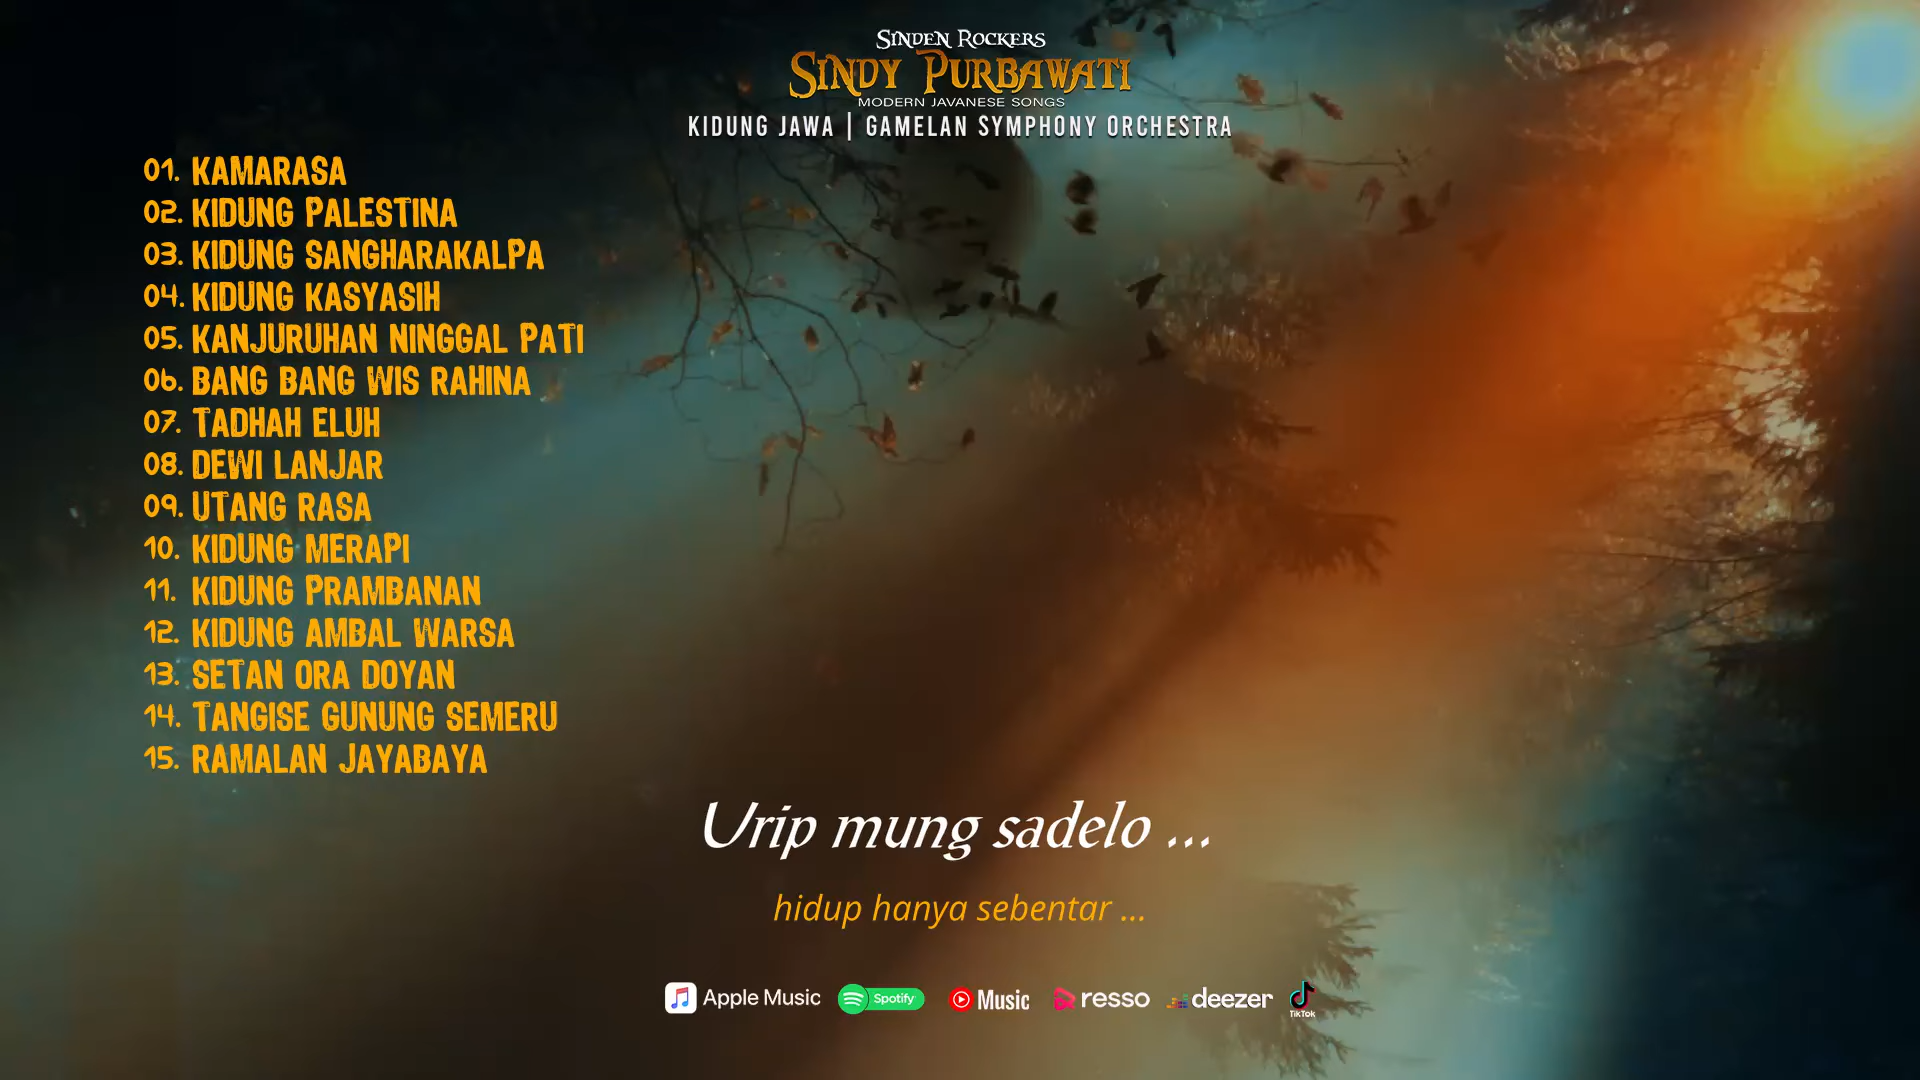 SINDEN ROCKERS
SINDY PURBAWATI
MODERN JAVANESE SONGS
KIDUNG JAWA | GAMELAN SYMPHONY ORCHESTRA
01. KAMARASA
02. KIDUNG PALESTINA
03. KIDUNG SANGHARAKALPA
04. KIDUNG KASYASIH
05. KANJURUHAN NINGGAL PATI
06. BANG BANG WIS RAHINA
07. TADHAH ELUH
08. DEWI LANJAR
09. UTANG RASA
10. KIDUNG MERAPI
11. KIDUNG PRAMBANAN
12. KIDUNG AMBAL WARSA
13. SETAN ORA DOYAN
14. TANGISE GUNUNG SEMERU
15. RAMALAN JAYABAYA
Urip mung sadelo ...
hidup hanya sebentar ...
Apple Music Spotify Music resso deezer TikTok